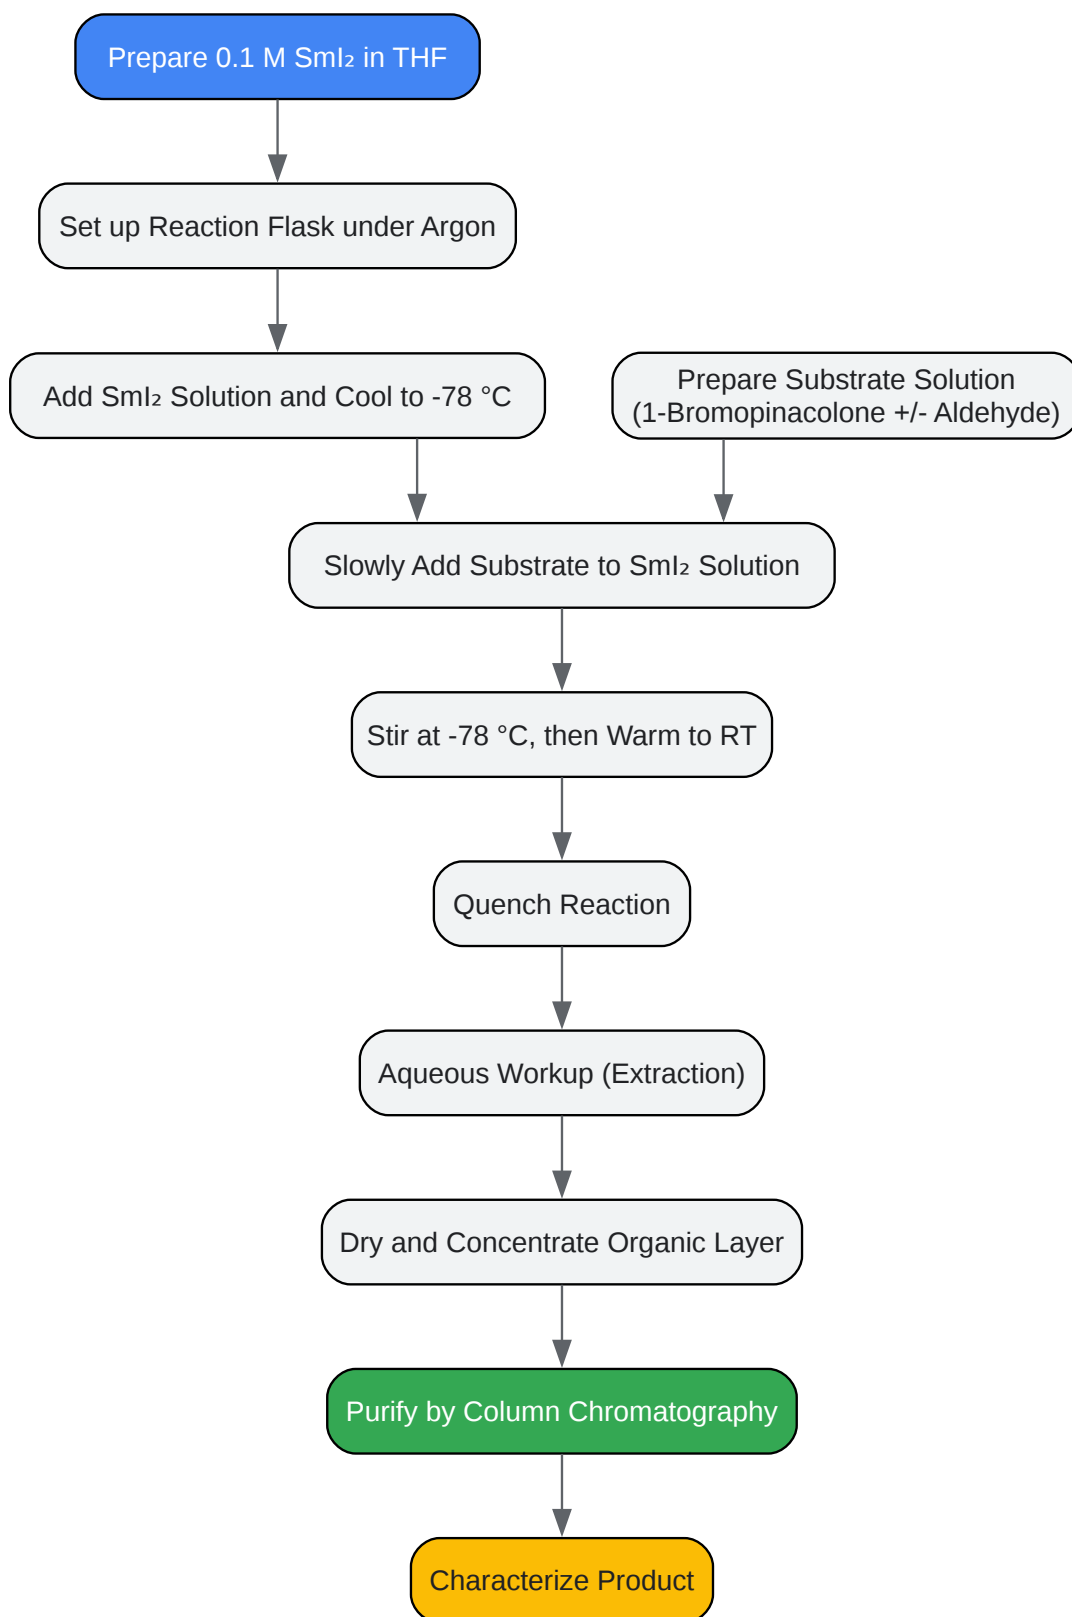 Prepare 0.1 M SmI₂ in THF
Set up Reaction Flask under Argon
Add SmI₂ Solution and Cool to -78 °C
Prepare Substrate Solution
(1-Bromopinacolone +/- Aldehyde)
Slowly Add Substrate to SmI₂ Solution
Stir at -78 °C, then Warm to RT
Quench Reaction
Aqueous Workup (Extraction)
Dry and Concentrate Organic Layer
Purify by Column Chromatography
Characterize Product